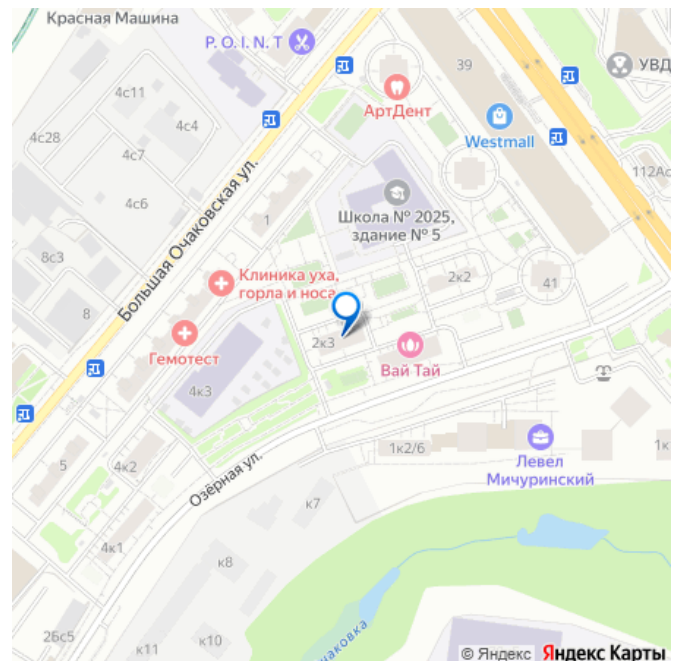 Красная Машина
P.O.I.N.T
39
УВД
4с11
АртДент
4с4
Westmall
4с28
4с7
112Ас
Школа № 2025,
здание № 5
4с6
Большая Очаковская ул.
1
8с3
Клиника уха,
горла и носа
2к2
41
8
2к3
Гемотест
Вай Тай
4к3
1к2/6
Левел
Мичуринский
1к
5
4к2
Озёрная ул.
к7
4к1
к8
26с5
к10
к11
© Яндекс Яндекс Карты